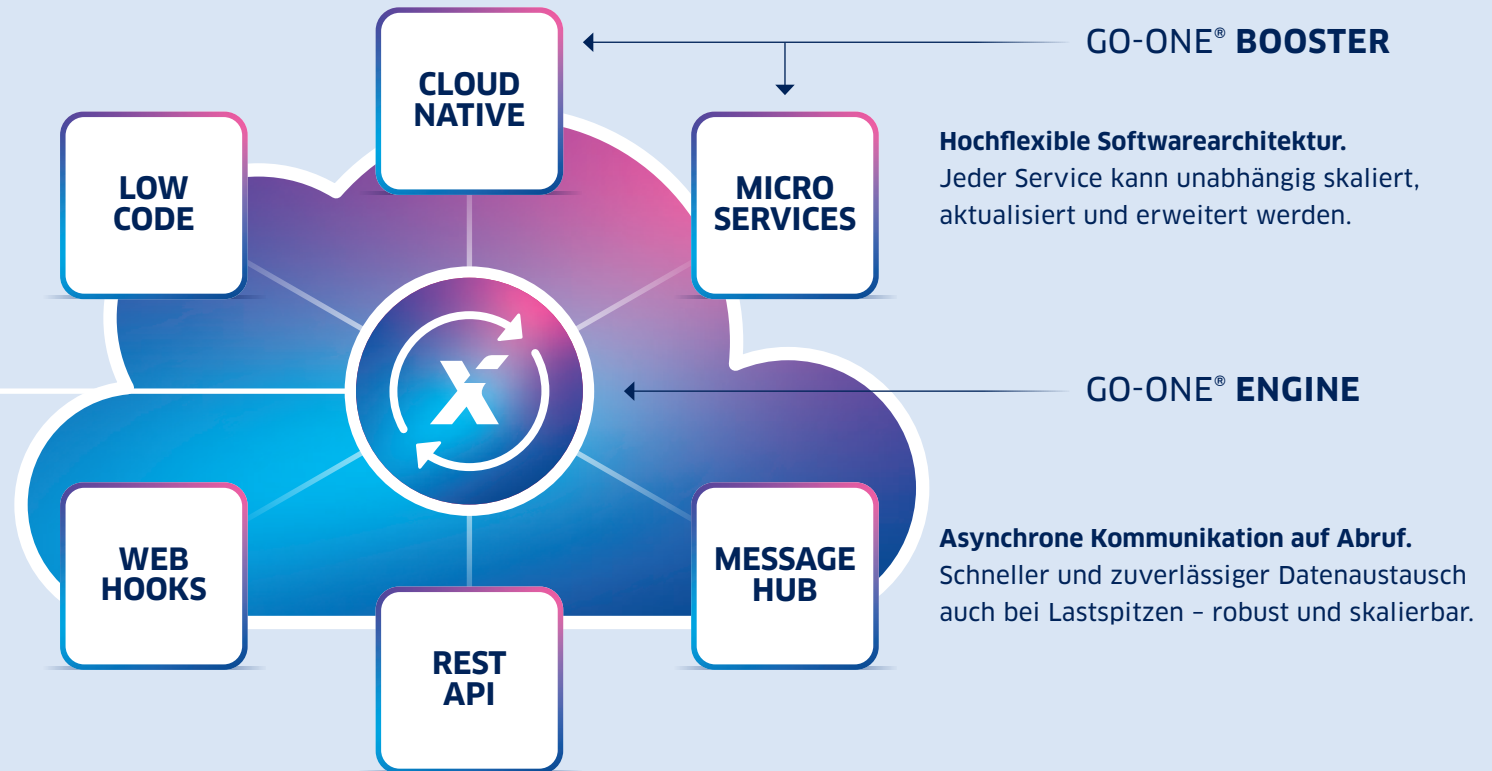 GO-ONE® BOOSTER
CLOUD
NATIVE
LOW
CODE
MICRO
SERVICES
Hochflexible Softwarearchitektur.
Jeder Service kann unabhängig skaliert,
aktualisiert und erweitert werden.
X
GO-ONE® ENGINE
WEB
HOOKS
REST
API
MESSAGE
HUB
Asynchrone Kommunikation auf Abruf.
Schneller und zuverlässiger Datenaustausch
auch bei Lastspitzen – robust und skalierbar.